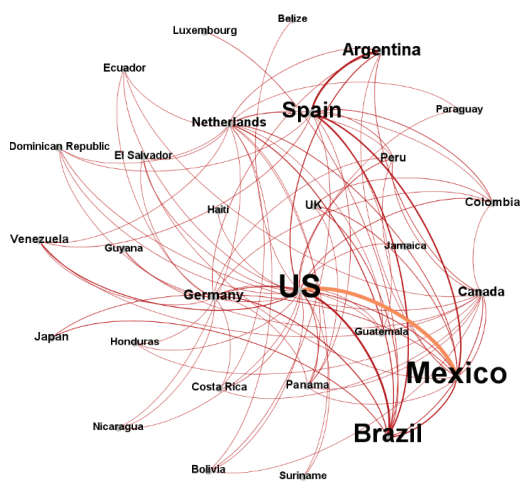 Belize
Luxembourg
Argentina
Ecuador
Spain
Paraguay
Netherlands
Dominican Republic
El Salvador
Peru
Colombia
Haiti
UK
Venezuela
Guyana
Jamaica
US
Germany
Canada
Japan
Honduras
Guatemala
Mexico
Costa Rica
Panama
Nicaragua
Brazil
Bolivia
Suriname